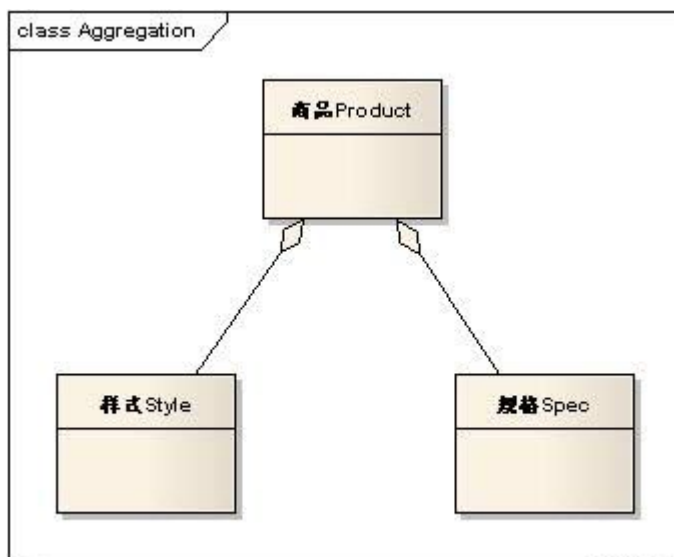 class Aggregation
商品Product
样式Style
规格Spec